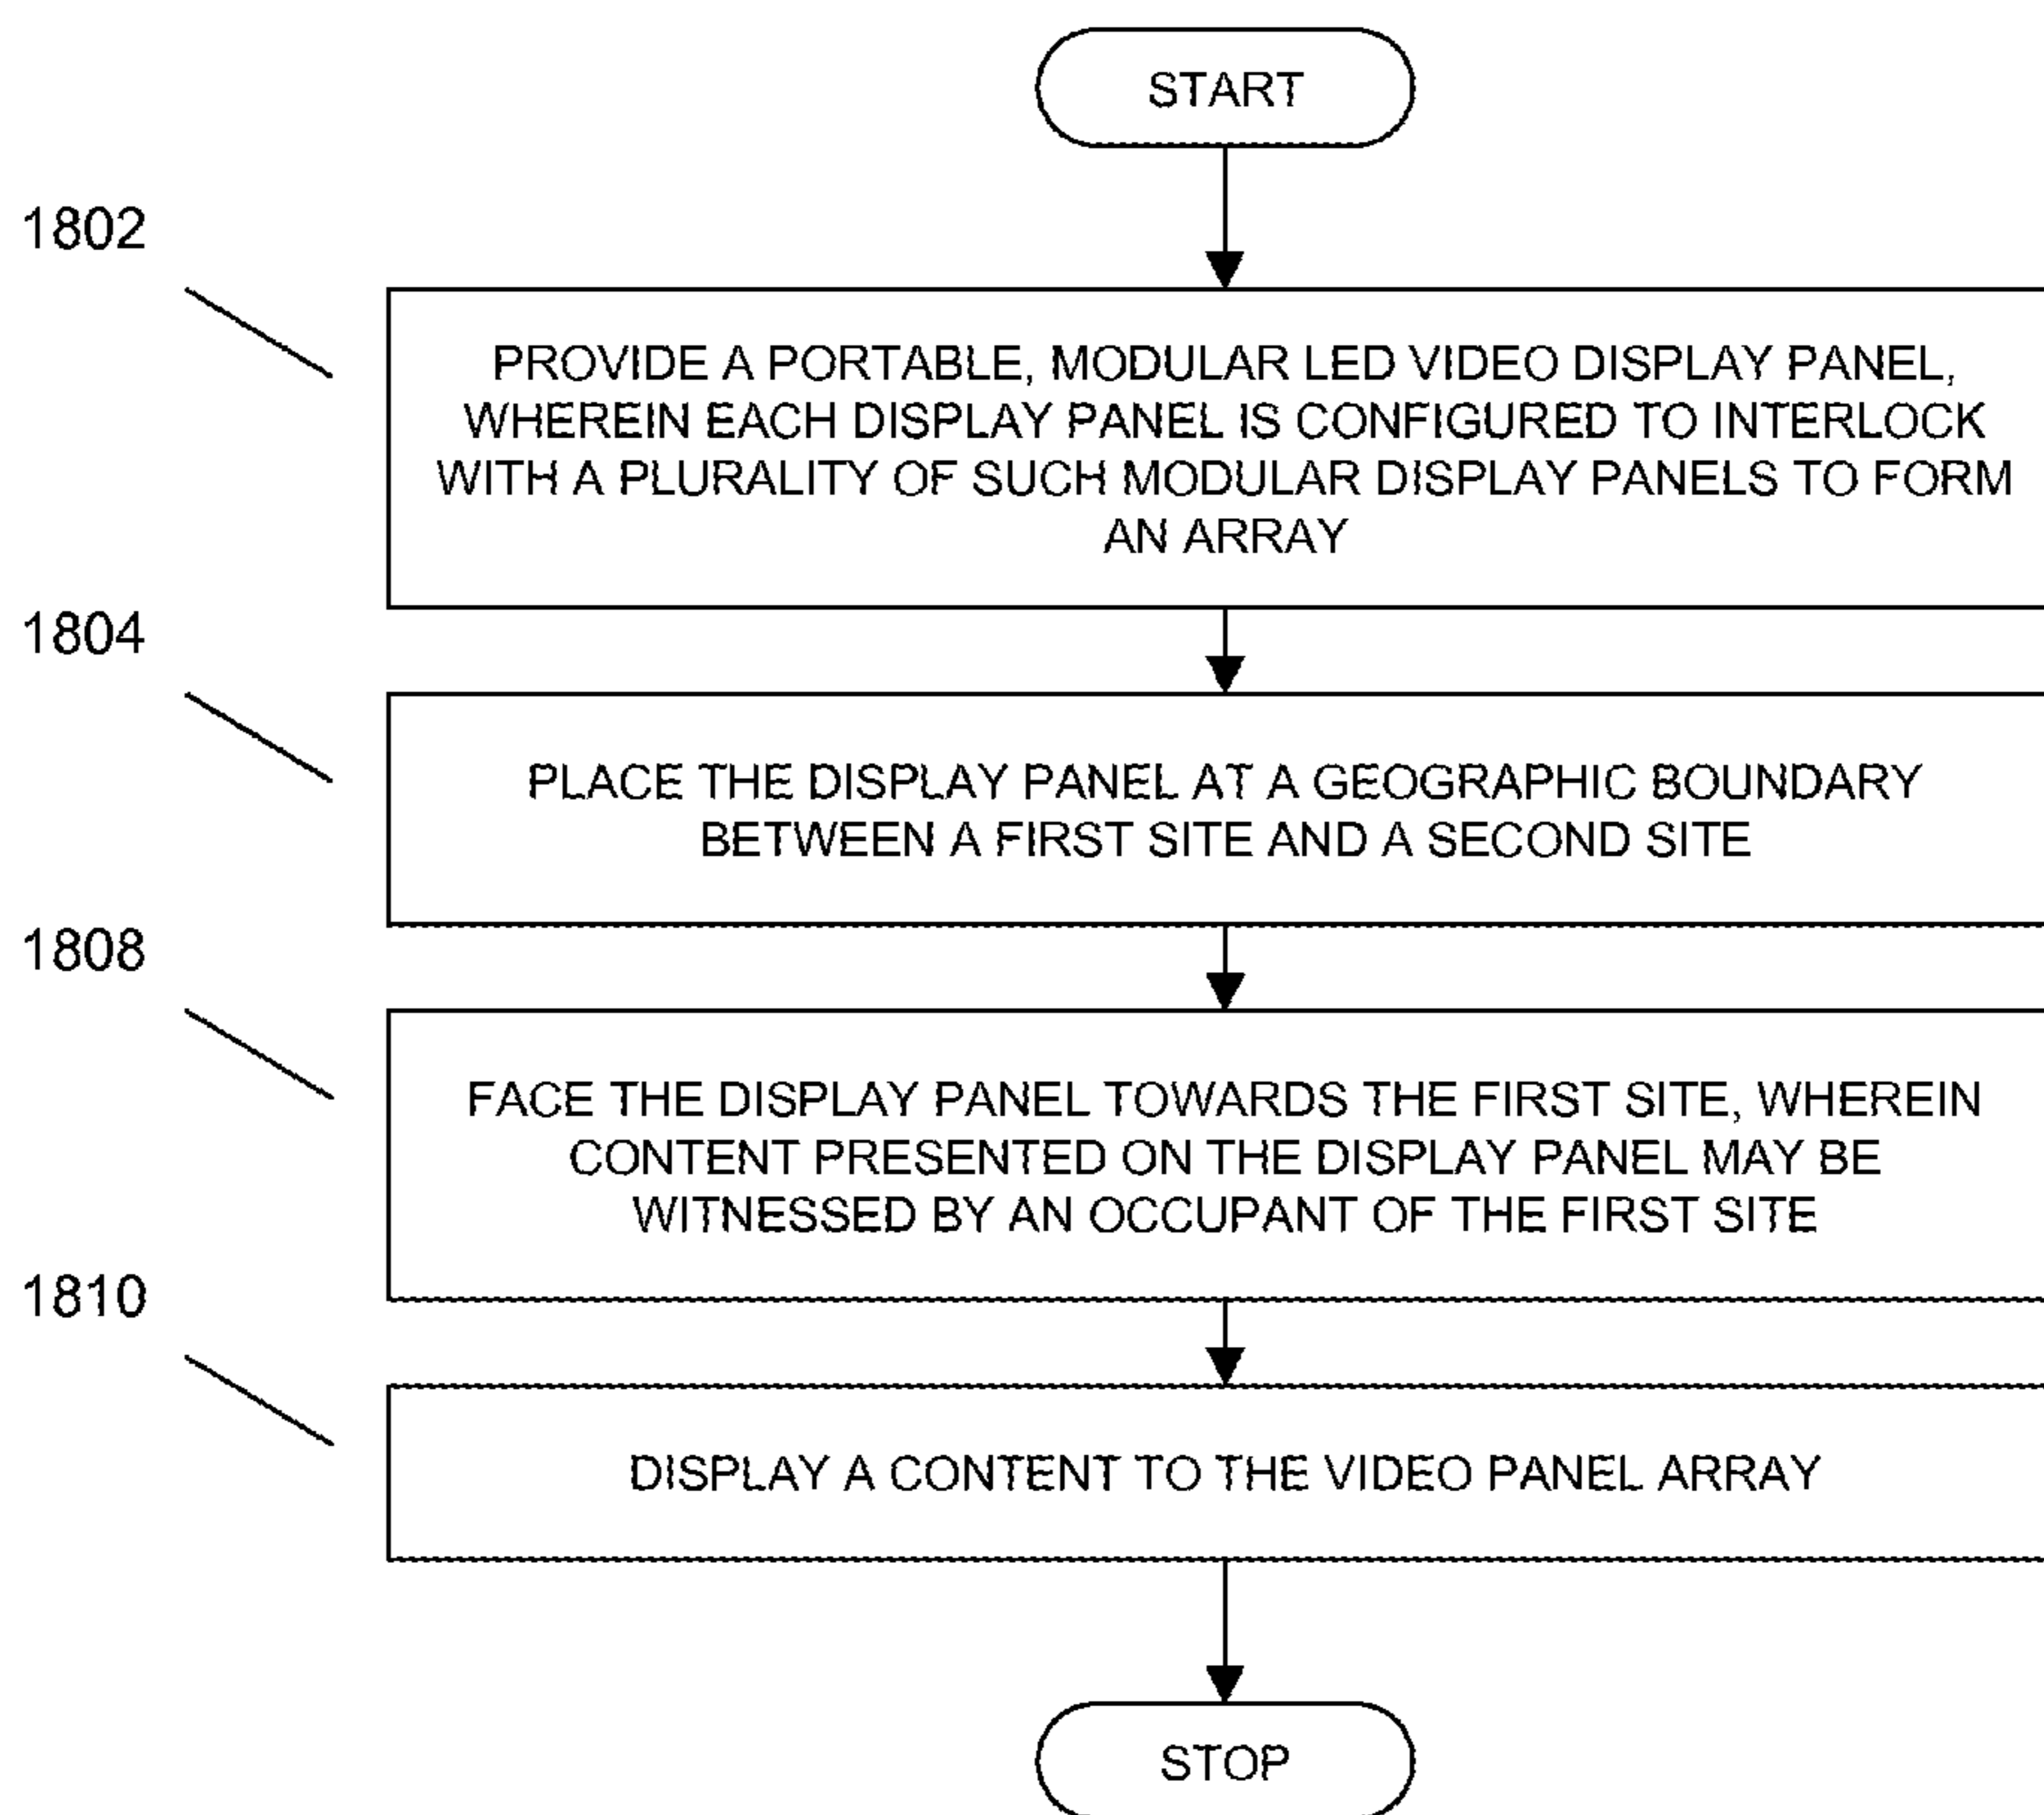 START
1802
PROVIDE A PORTABLE, MODULAR LED VIDEO DISPLAY PANEL,
WHEREIN EACH DISPLAY PANEL IS CONFIGURED TO INTERLOCK
WITH A PLURALITY OF SUCH MODULAR DISPLAY PANELS TO FORM
AN ARRAY
1804
PLACE THE DISPLAY PANEL AT A GEOGRAPHIC BOUNDARY
BETWEEN A FIRST SITE AND A SECOND SITE
1808
FACE THE DISPLAY PANEL TOWARDS THE FIRST SITE, WHEREIN
CONTENT PRESENTED ON THE DISPLAY PANEL MAY BE
WITNESSED BY AN OCCUPANT OF THE FIRST SITE
1810
DISPLAY A CONTENT TO THE VIDEO PANEL ARRAY
STOP